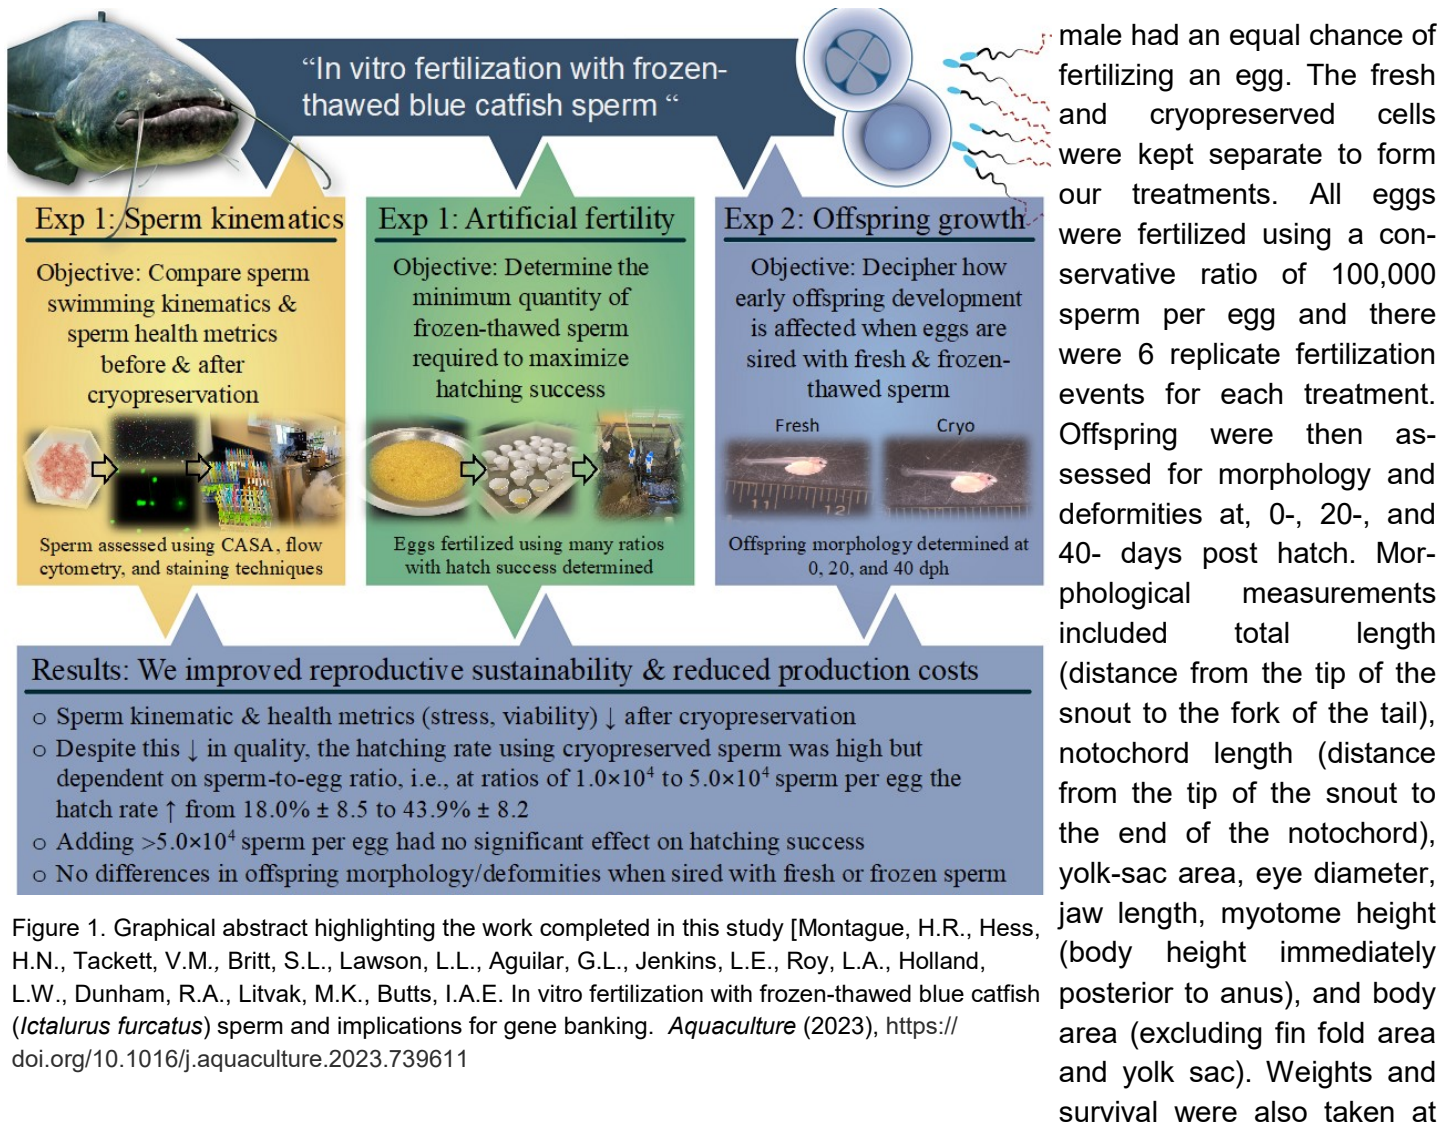 “In vitro fertilization with frozen-
thawed blue catfish sperm “
Exp 1: Sperm kinematics
Objective: Compare sperm
swimming kinematics &
sperm health metrics
before & after
cryopreservation
Sperm assessed using CASA, flow
cytometry, and staining techniques
Exp 1: Artificial fertility
Objective: Determine the
minimum quantity of
frozen-thawed sperm
required to maximize
hatching success
Eggs fertilized using many ratios
with hatch success determined
Exp 2: Offspring growth
Objective: Decipher how
early offspring development
is affected when eggs are
sired with fresh & frozen-
thawed sperm
Fresh
Cryo
11
12
Offspring morphology determined at
0, 20, and 40 dph
Results: We improved reproductive sustainability & reduced production costs
o Sperm kinematic & health metrics (stress, viability) ↓ after cryopreservation
o Despite this ↓ in quality, the hatching rate using cryopreserved sperm was high but
dependent on sperm-to-egg ratio, i.e., at ratios of 1.0×10⁴ to 5.0×10⁴ sperm per egg the
hatch rate ↑ from 18.0% ± 8.5 to 43.9% ± 8.2
o Adding >5.0×10⁴ sperm per egg had no significant effect on hatching success
o No differences in offspring morphology/deformities when sired with fresh or frozen sperm
Figure 1. Graphical abstract highlighting the work completed in this study [Montague, H.R., Hess,
H.N., Tackett, V.M., Britt, S.L., Lawson, L.L., Aguilar, G.L., Jenkins, L.E., Roy, L.A., Holland,
L.W., Dunham, R.A., Litvak, M.K., Butts, I.A.E. In vitro fertilization with frozen-thawed blue catfish
(Ictalurus furcatus) sperm and implications for gene banking. Aquaculture (2023), https://
doi.org/10.1016/j.aquaculture.2023.739611
male had an equal chance of
fertilizing an egg. The fresh
and cryopreserved cells
were kept separate to form
our treatments. All eggs
were fertilized using a con-
servative ratio of 100,000
sperm per egg and there
were 6 replicate fertilization
events for each treatment.
Offspring were then as-
sessed for morphology and
deformities at, 0-, 20-, and
40- days post hatch. Mor-
phological measurements
included total length
(distance from the tip of the
snout to the fork of the tail),
notochord length (distance
from the tip of the snout to
the end of the notochord),
yolk-sac area, eye diameter,
jaw length, myotome height
(body height immediately
posterior to anus), and body
area (excluding fin fold area
and yolk sac). Weights and
survival were also taken at